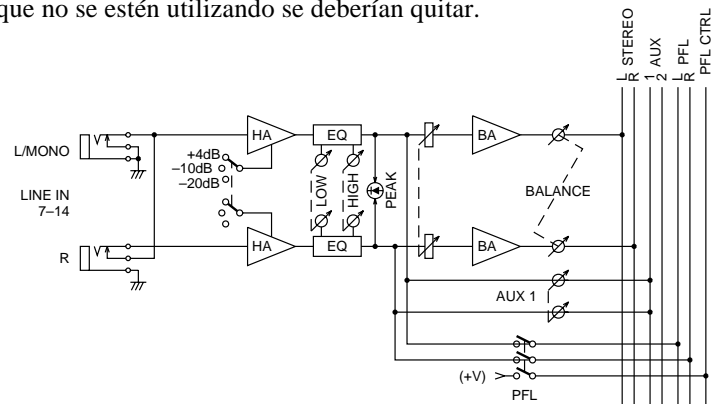 que no se estén utilizando se deberían quitar.
L STEREO
R
1 AUX
2
L PFL
R
PFL CTRL
L/MONO
LINE IN
7–14
R
+4dB
–10dB
–20dB
HA
HA
EQ
EQ
LOW
HIGH
PEAK
BA
BA
BALANCE
AUX 1
(+V)
PFL